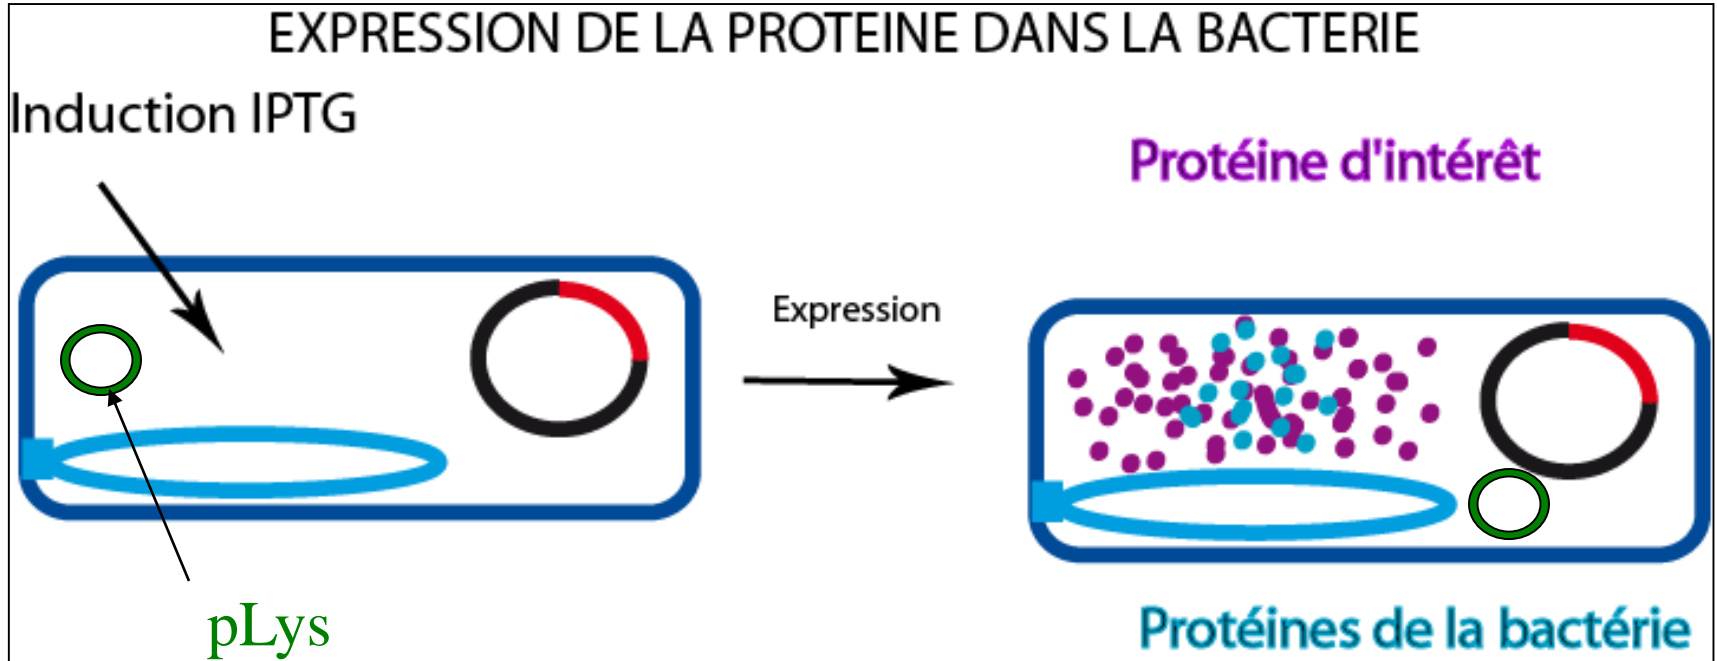 EXPRESSION DE LA PROTEINE DANS LA BACTERIE
Induction IPTG
Protéine d'intérêt
Expression
pLys
Protéines de la bactérie